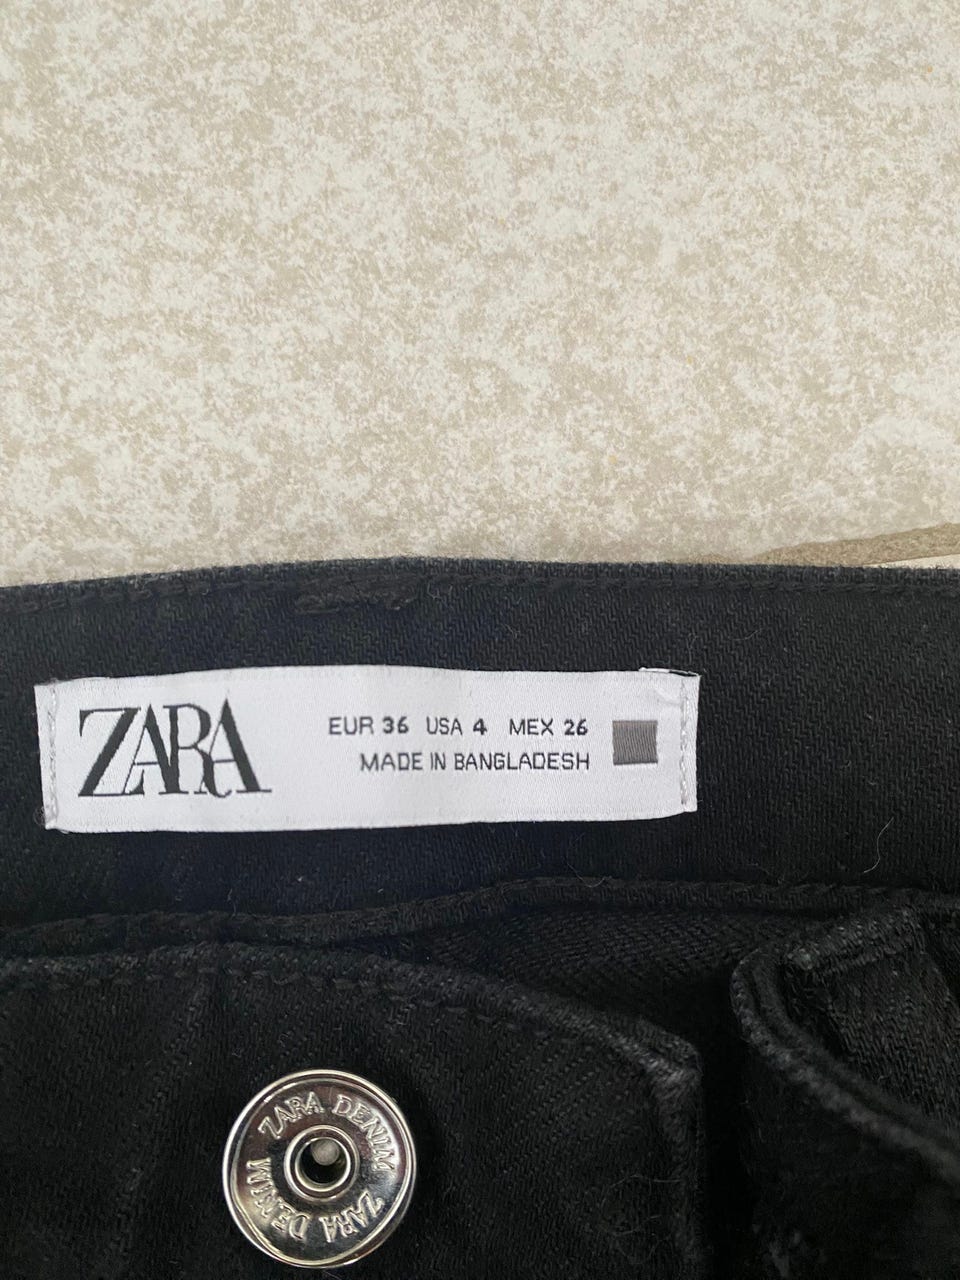 ZARA
EUR 36 USA 4 MEX 26
MADE IN BANGLADESH
ZARA DENIM ZARA DENIM